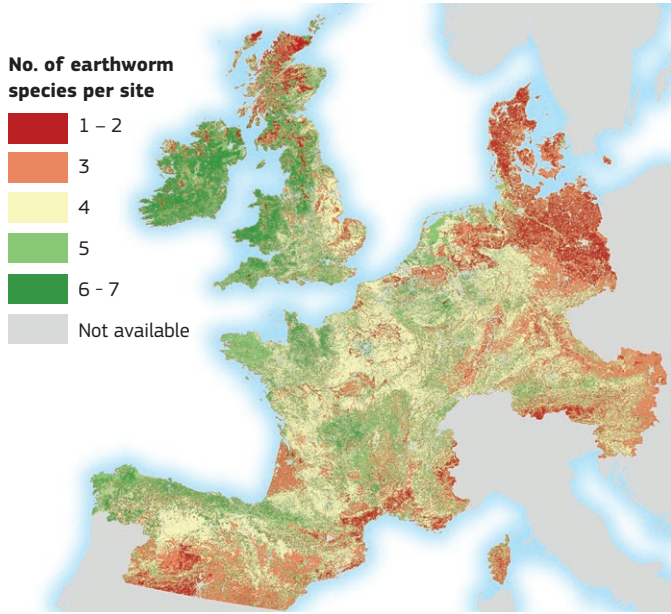 No. of earthworm
species per site
1 – 2
3
4
5
6 - 7
Not available